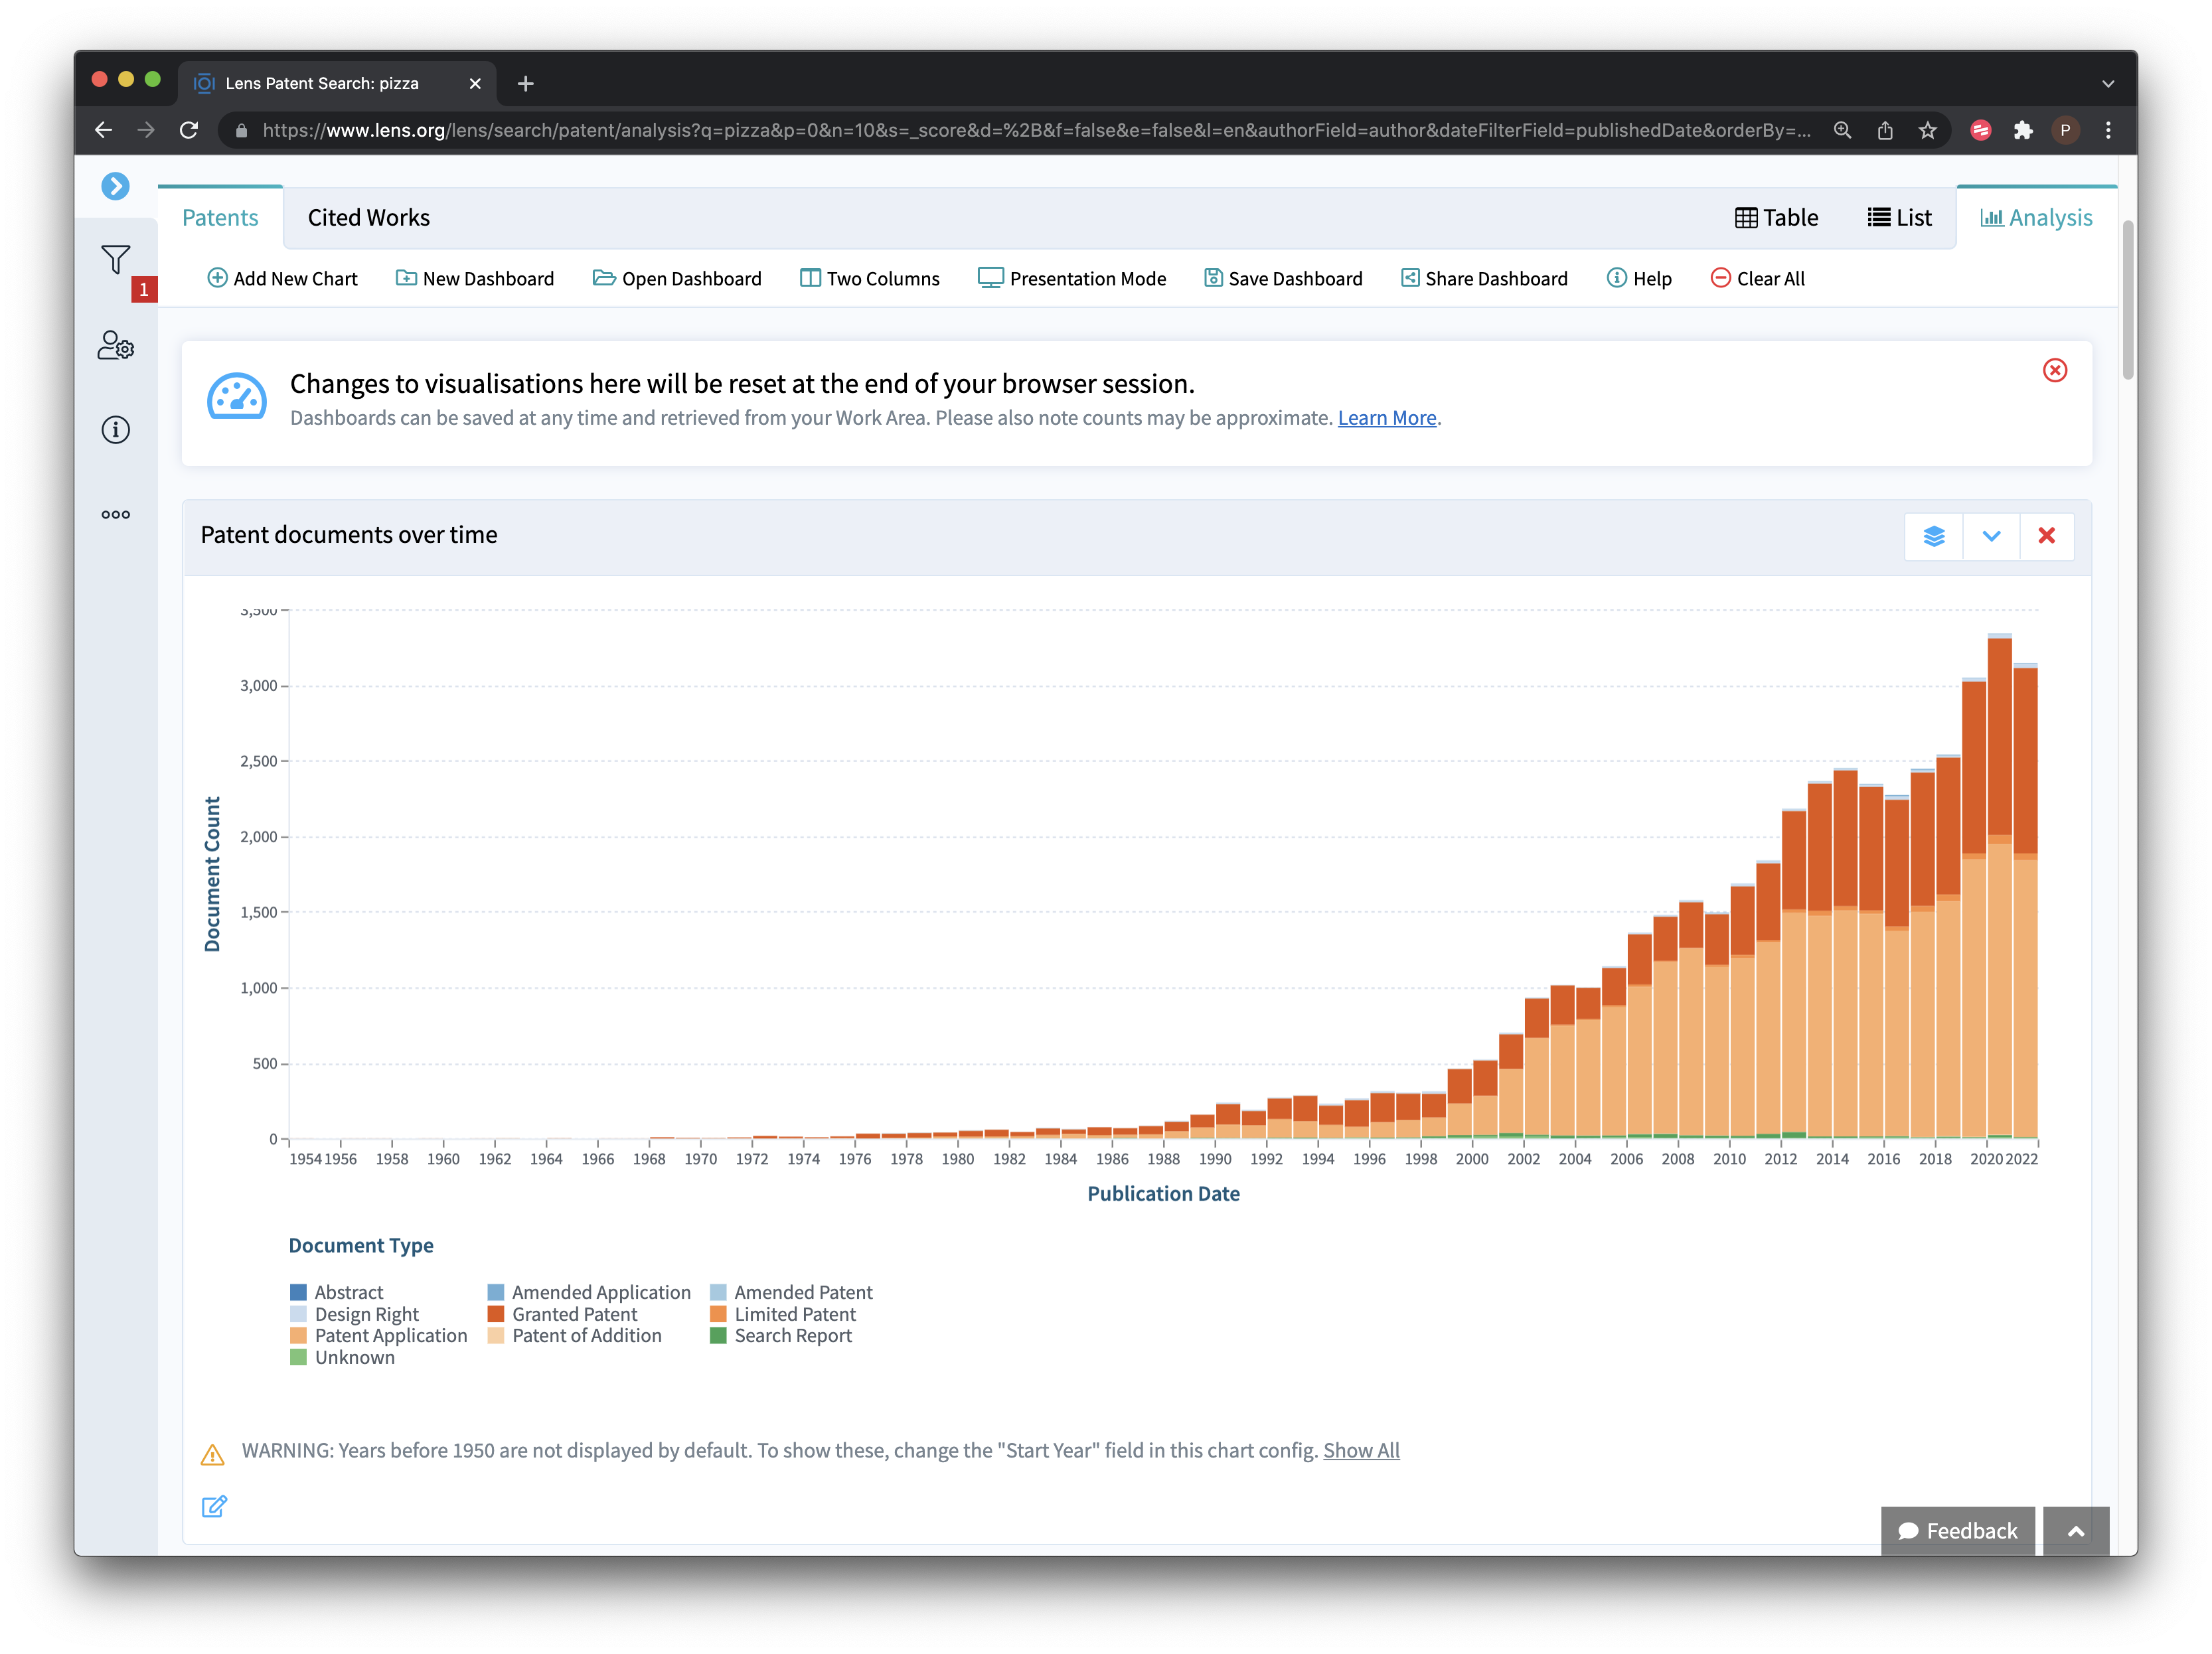 Lens Patent Search: pizza
https://www.lens.org/lens/search/patent/analysis?q=pizza&p=0&n=10&s=_score&d=%2B&f=false&e=false&l=en&authorField=author&dateFilterField=publishedDate&orderBy=...
P
Patents
Cited Works
Table
List
Analysis
1
Add New Chart
New Dashboard
Open Dashboard
Two Columns
Presentation Mode
Save Dashboard
Share Dashboard
Help
Clear All
Changes to visualisations here will be reset at the end of your browser session.
Dashboards can be saved at any time and retrieved from your Work Area. Please also note counts may be approximate. Learn More.
Patent documents over time
3,500
3,000
2,500
2,000
1,500
1,000
500
0
Document Count
1954 1956 1958 1960 1962 1964 1966 1968 1970 1972 1974 1976 1978 1980 1982 1984 1986 1988 1990 1992 1994 1996 1998 2000 2002 2004 2006 2008 2010 2012 2014 2016 2018 2020 2022
Publication Date
Document Type
Abstract Amended Application Amended Patent
Design Right Granted Patent Limited Patent
Patent Application Patent of Addition Search Report
Unknown
WARNING: Years before 1950 are not displayed by default. To show these, change the "Start Year" field in this chart config. Show All
Feedback